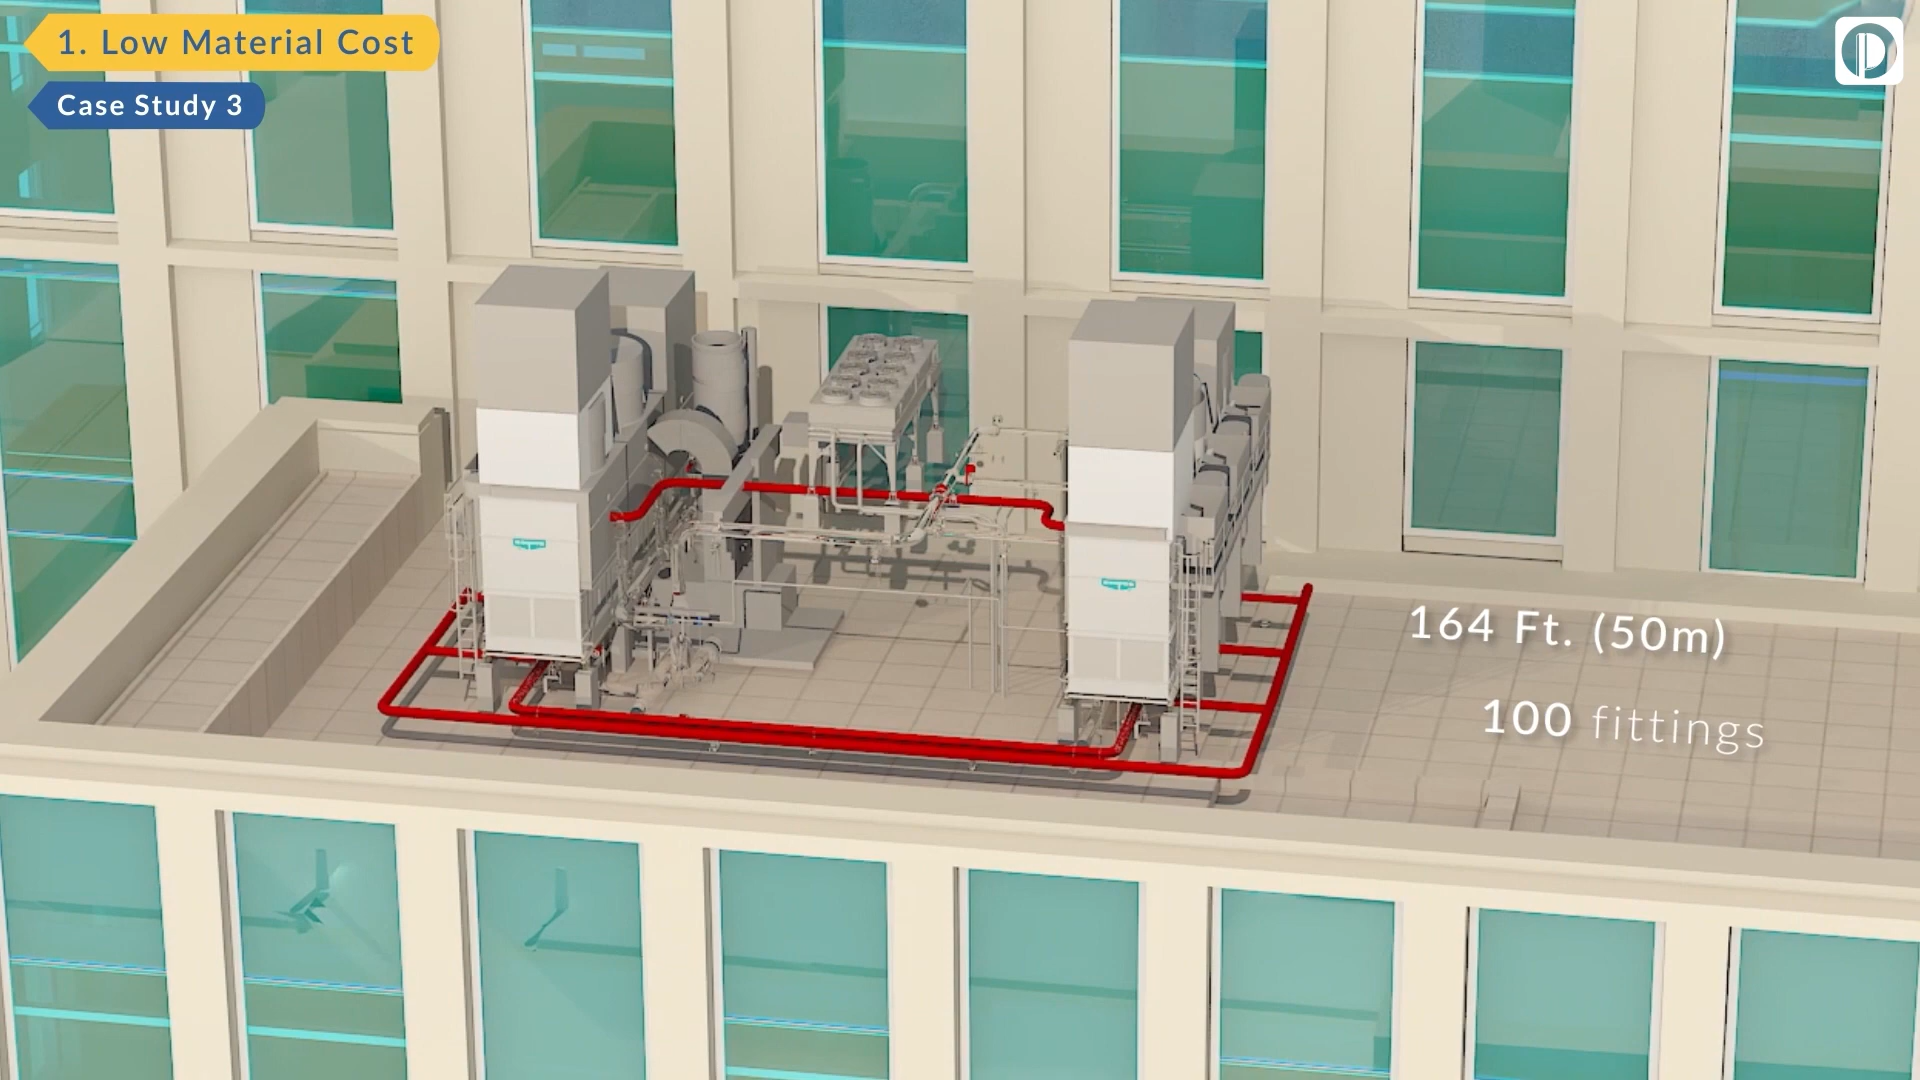 1. Low Material Cost
Case Study 3
164 Ft. (50m)
100 fittings